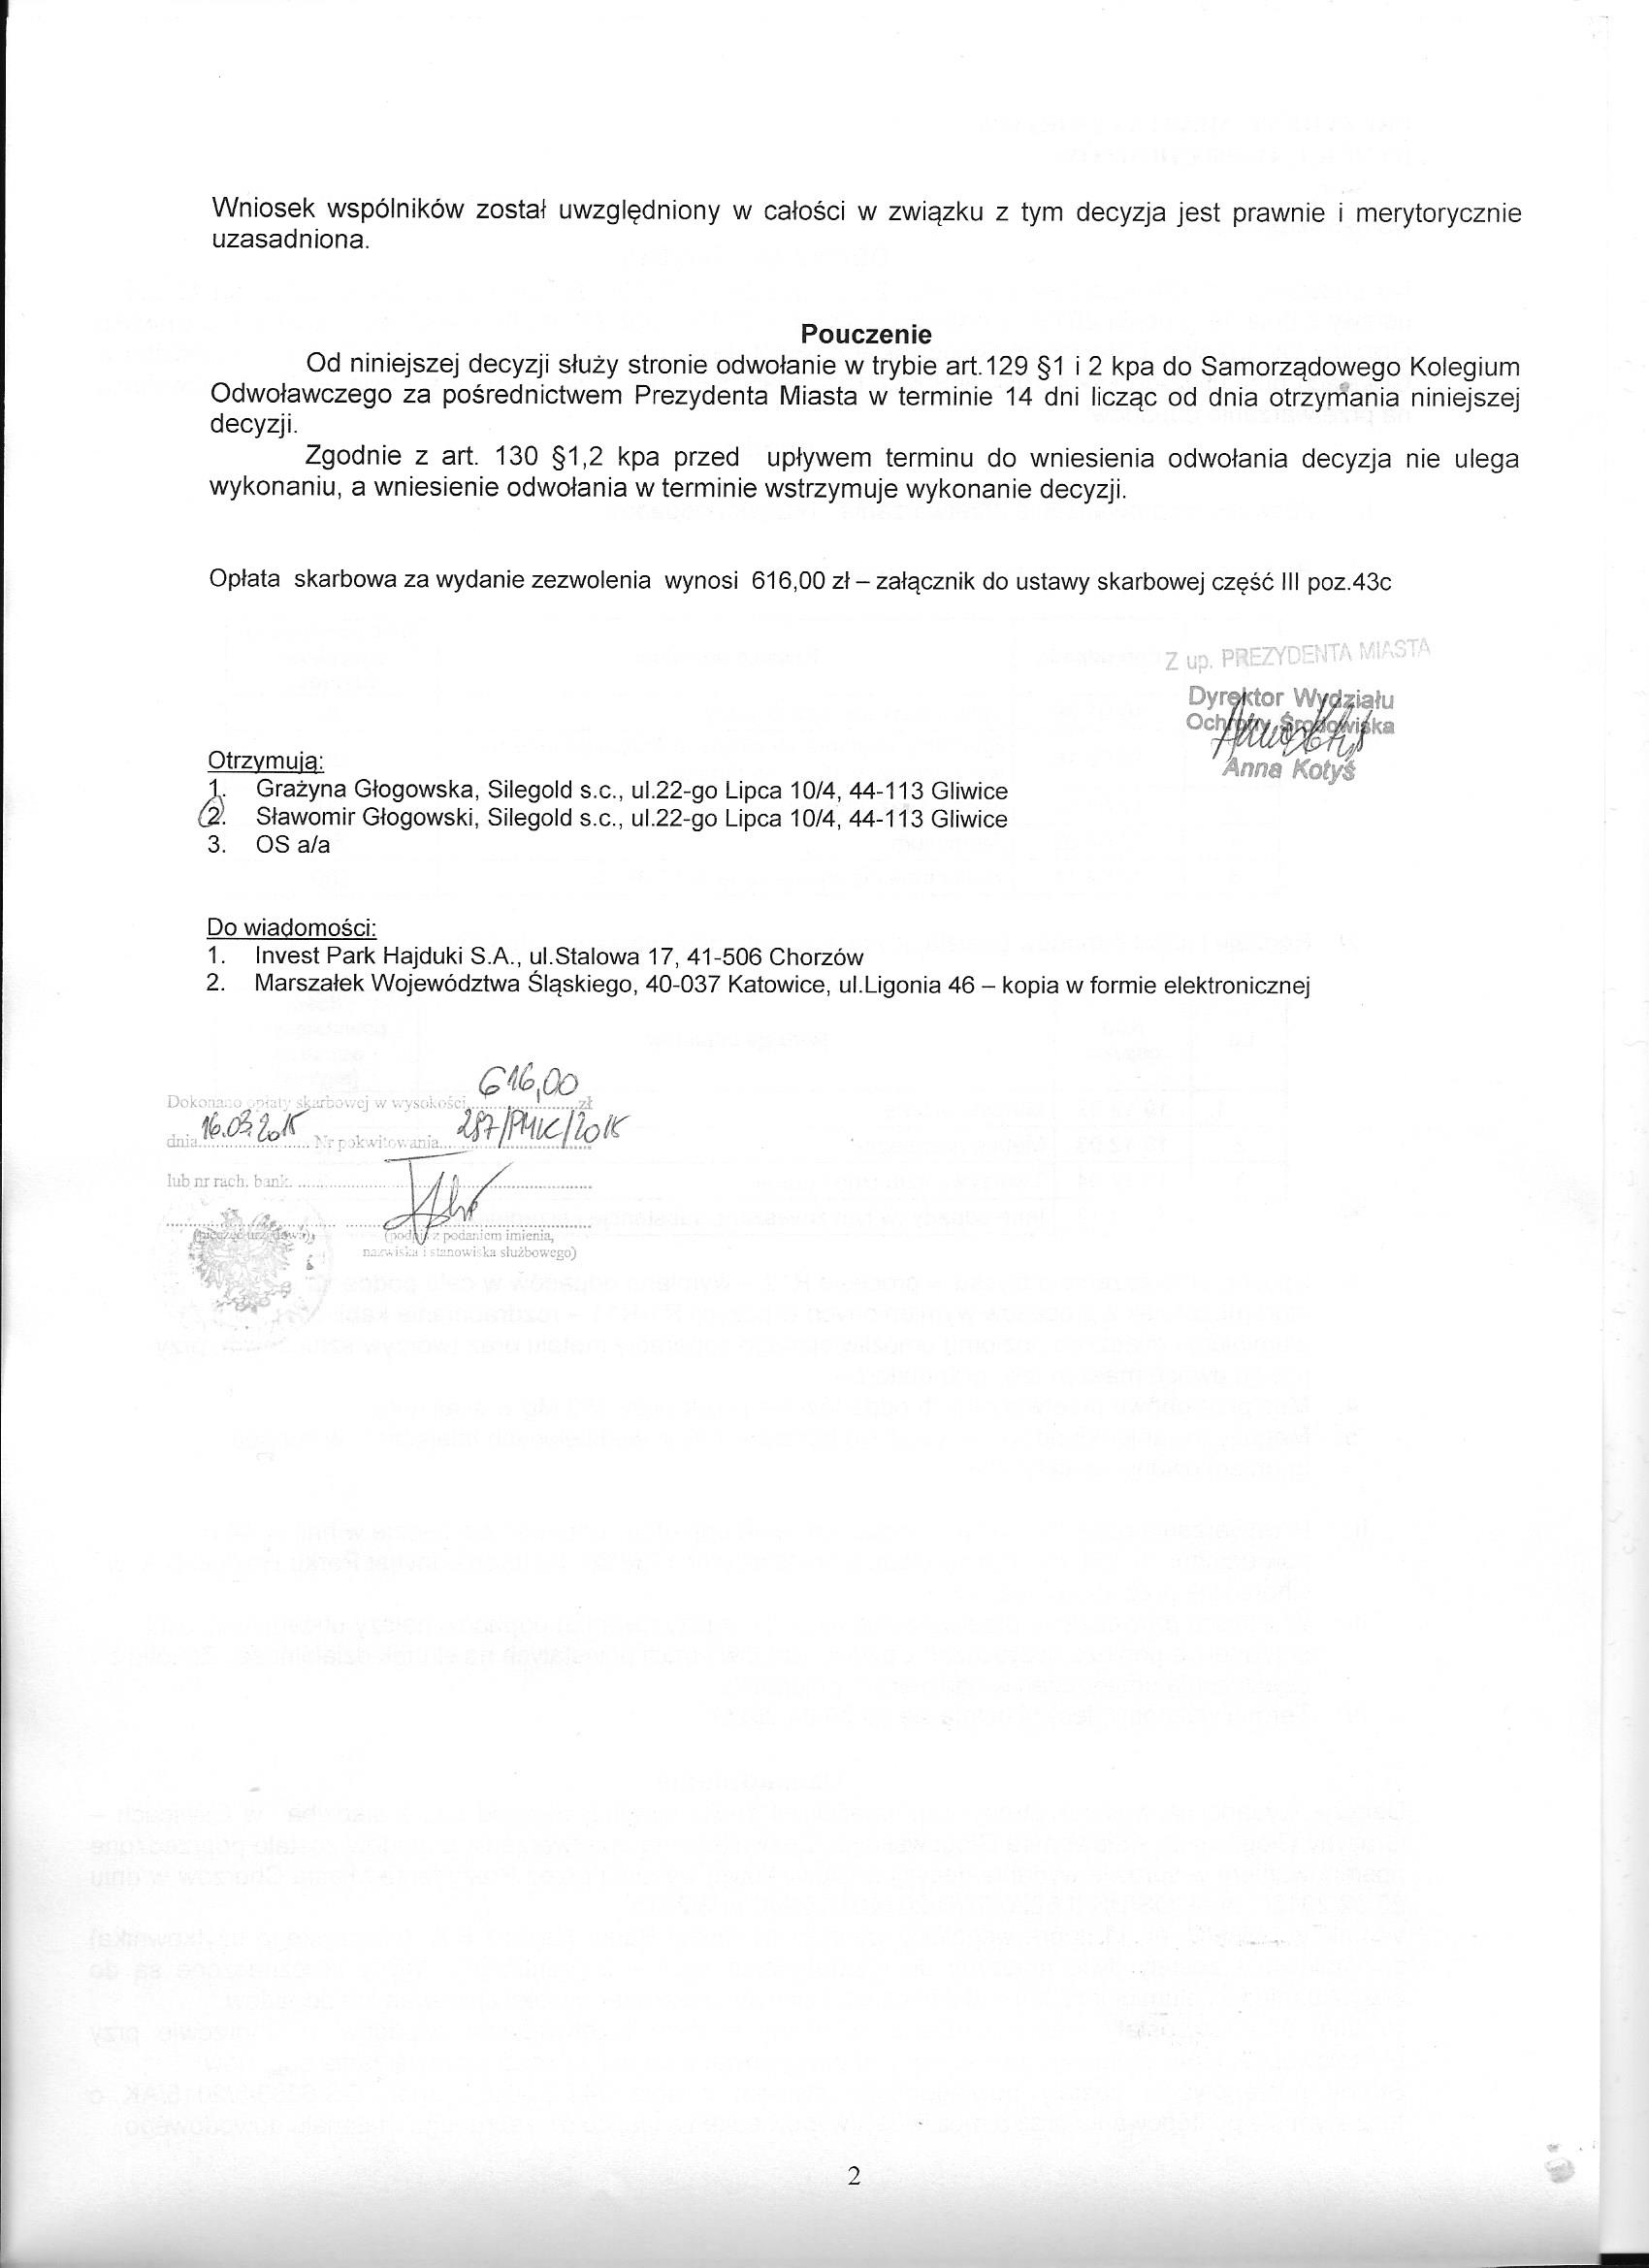 Wniosek wspólników został uwzględniony w całości w związku z tym decyzja jest prawnie i merytorycznie
uzasadniona.
Pouczenie
Od niniejszej decyzji służy stronie odwołanie w trybie art.129 §1 i 2 kpa do Samorządowego Kolegium
Odwoławczego za pośrednictwem Prezydenta Miasta w terminie 14 dni licząc od dnia otrzymania niniejszej
decyzji.
Zgodnie z art. 130 §1,2 kpa przed upływem terminu do wniesienia odwołania decyzja nie ulega
wykonaniu, a wniesienie odwołania w terminie wstrzymuje wykonanie decyzji.
Opłata skarbowa za wydanie zezwolenia wynosi 616,00 zł – załącznik do ustawy skarbowej część III poz.43c
Z up. PREZYDENTA MIASTA
Dyrektor Wydziału
Ochrony Środowiska
Anna Kotyś
Otrzymują:
1. Grażyna Głogowska, Silegold s.c., ul.22-go Lipca 10/4, 44-113 Gliwice
2. Sławomir Głogowski, Silegold s.c., ul.22-go Lipca 10/4, 44-113 Gliwice
3. OS a/a
Do wiadomości:
1. Invest Park Hajduki S.A., ul.Stalowa 17, 41-506 Chorzów
2. Marszałek Województwa Śląskiego, 40-037 Katowice, ul.Ligonia 46 – kopia w formie elektronicznej
Dokonano opłaty skarbowej w wysokości 616,00 zł
dnia 16.03.2015 Nr pokwitowania 287/PMK/2015
lub nr rach. bank.
(pieczęć urzędowa) (podpis z podaniem imienia,
nazwiska i stanowiska służbowego)
2